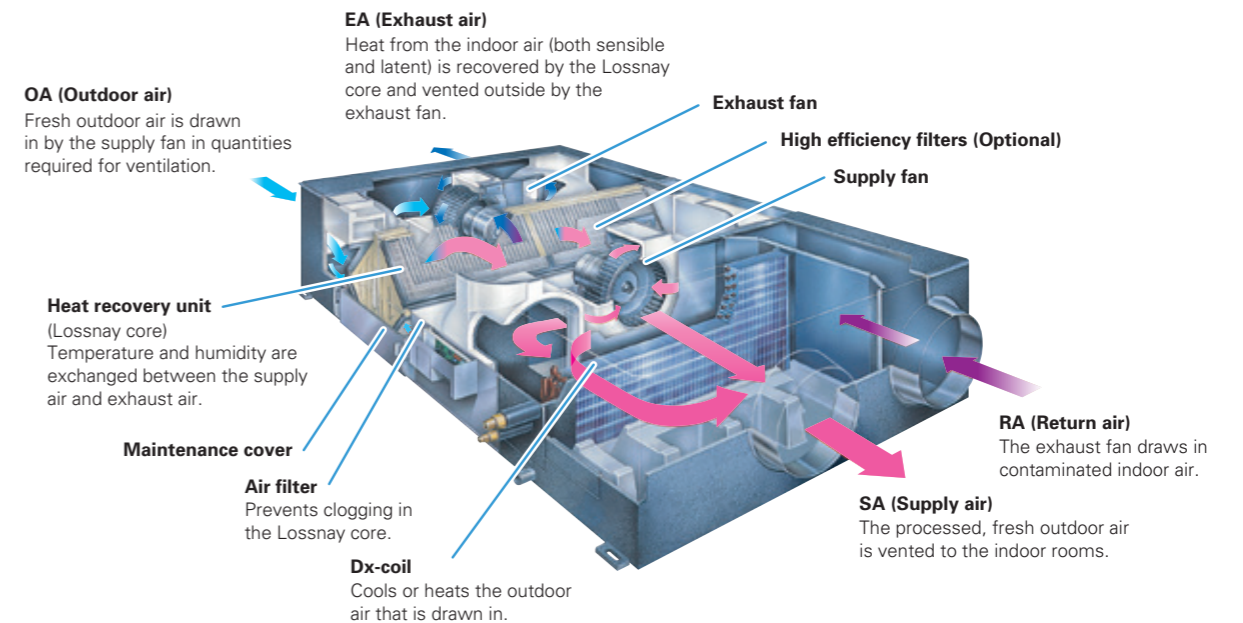 EA (Exhaust air)
Heat from the indoor air (both sensible
and latent) is recovered by the Lossnay
core and vented outside by the
exhaust fan.
OA (Outdoor air)
Fresh outdoor air is drawn
in by the supply fan in quantities
required for ventilation.
Exhaust fan
High efficiency filters (Optional)
Supply fan
Heat recovery unit
(Lossnay core)
Temperature and humidity are
exchanged between the supply
air and exhaust air.
Maintenance cover
Air filter
Prevents clogging in
the Lossnay core.
Dx-coil
Cools or heats the outdoor
air that is drawn in.
RA (Return air)
The exhaust fan draws in
contaminated indoor air.
SA (Supply air)
The processed, fresh outdoor air
is vented to the indoor rooms.